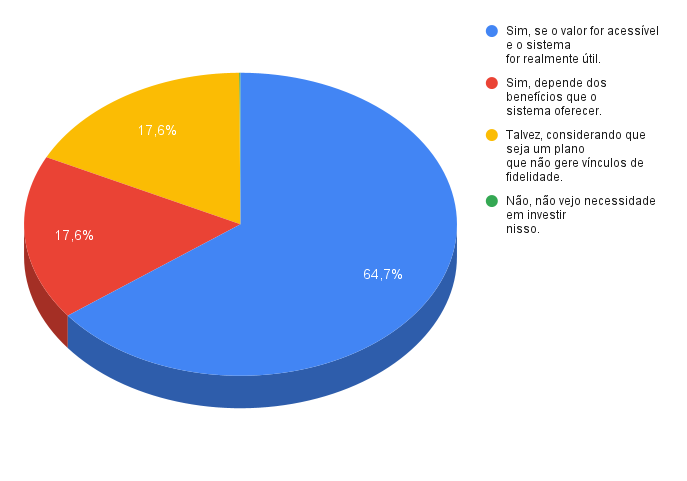 Sim, se o valor for acessível
e o sistema
for realmente útil.
Sim, depende dos
benefícios que o
sistema oferecer.
Talvez, considerando que
seja um plano
que não gere vínculos de
fidelidade.
Não, não vejo necessidade
em investir
nisso.
17,6%
17,6%
64,7%